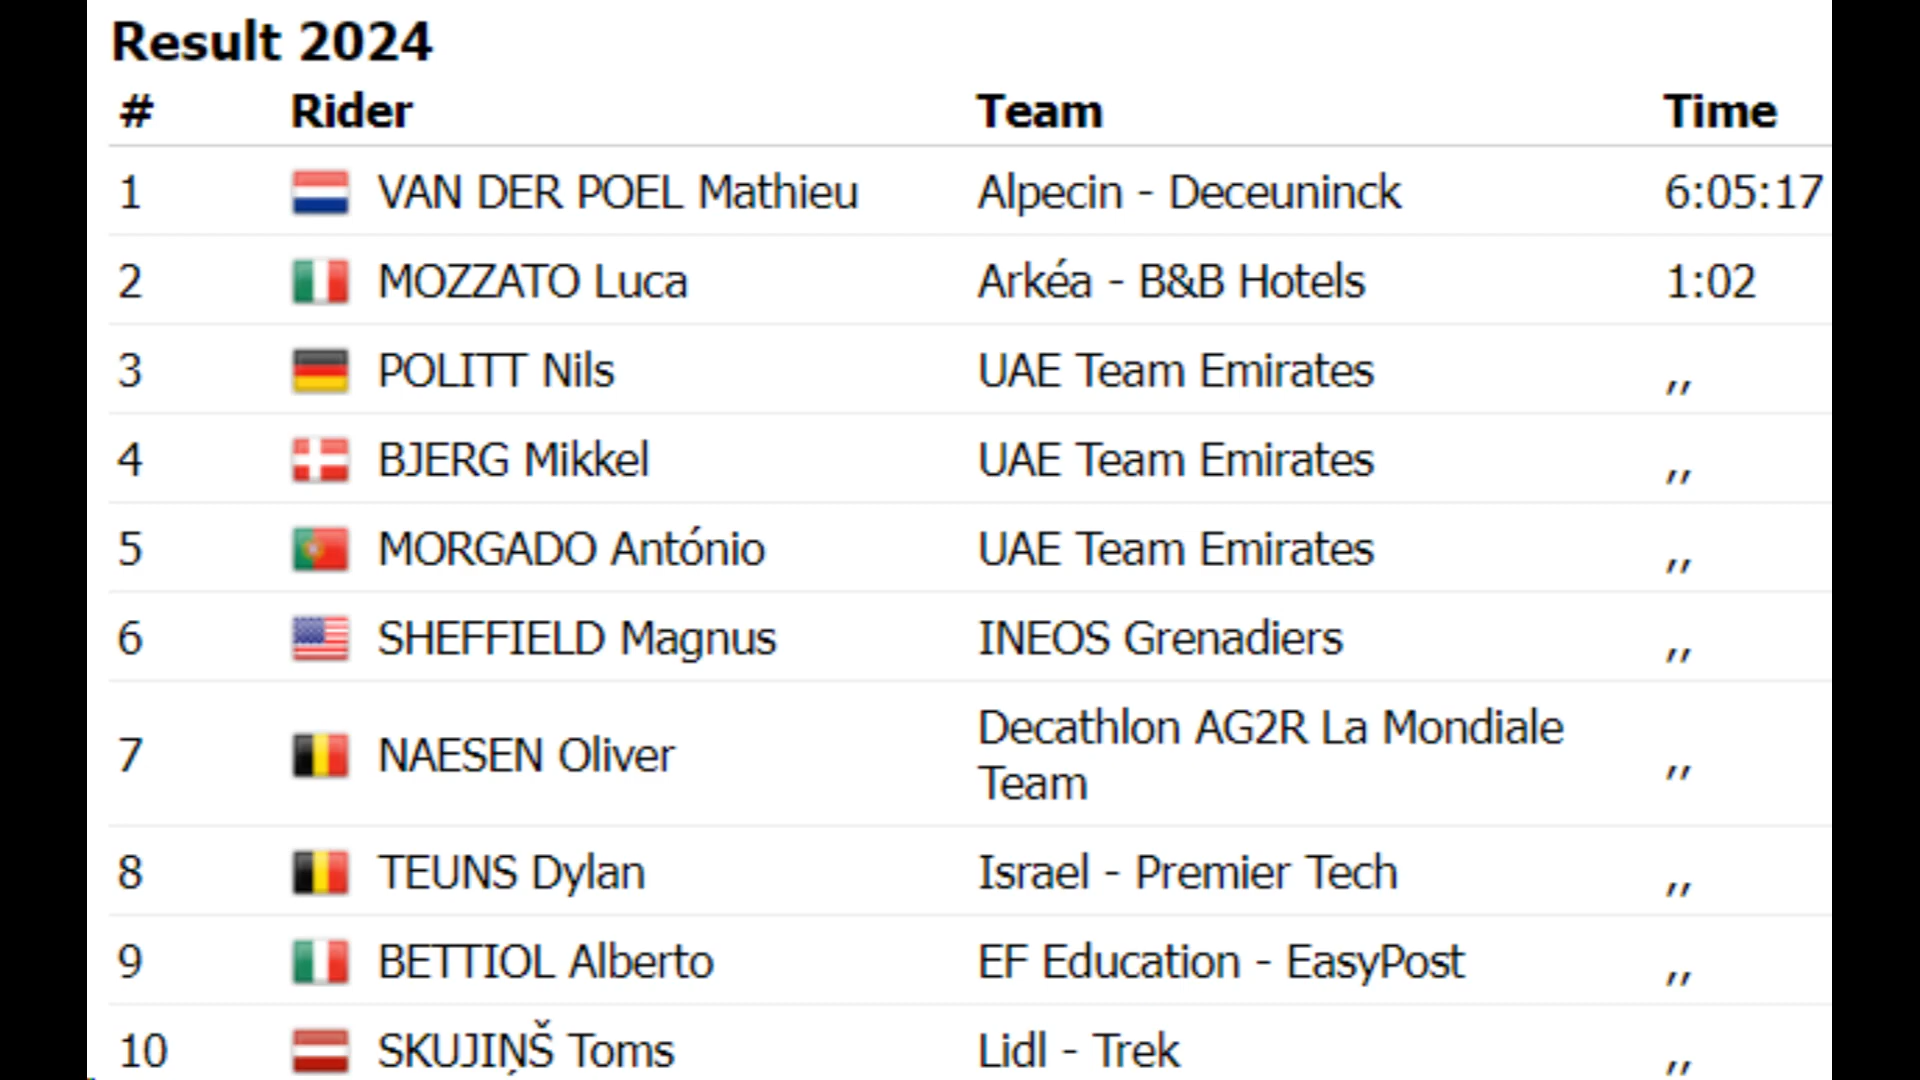 Result 2024
# Rider Team Time
1 VAN DER POEL Mathieu Alpecin - Deceuninck 6:05:17
2 MOZZATO Luca Arkéa - B&B Hotels 1:02
3 POLITT Nils UAE Team Emirates ,,
4 BJERG Mikkel UAE Team Emirates ,,
5 MORGADO António UAE Team Emirates ,,
6 SHEFFIELD Magnus INEOS Grenadiers ,,
7 NAESEN Oliver Decathlon AG2R La Mondiale
Team ,,
8 TEUNS Dylan Israel - Premier Tech ,,
9 BETTIOL Alberto EF Education - EasyPost ,,
10 SKUJIŅŠ Toms Lidl - Trek ,,